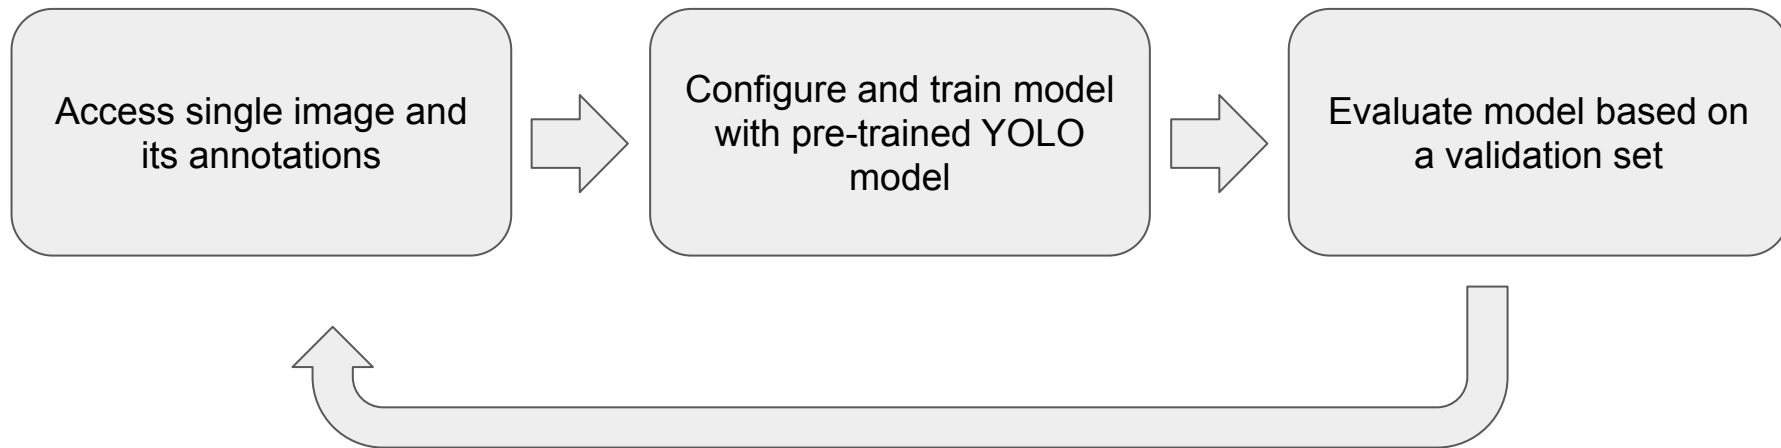 Access single image and
its annotations
Configure and train model
with pre-trained YOLO
model
Evaluate model based on
a validation set